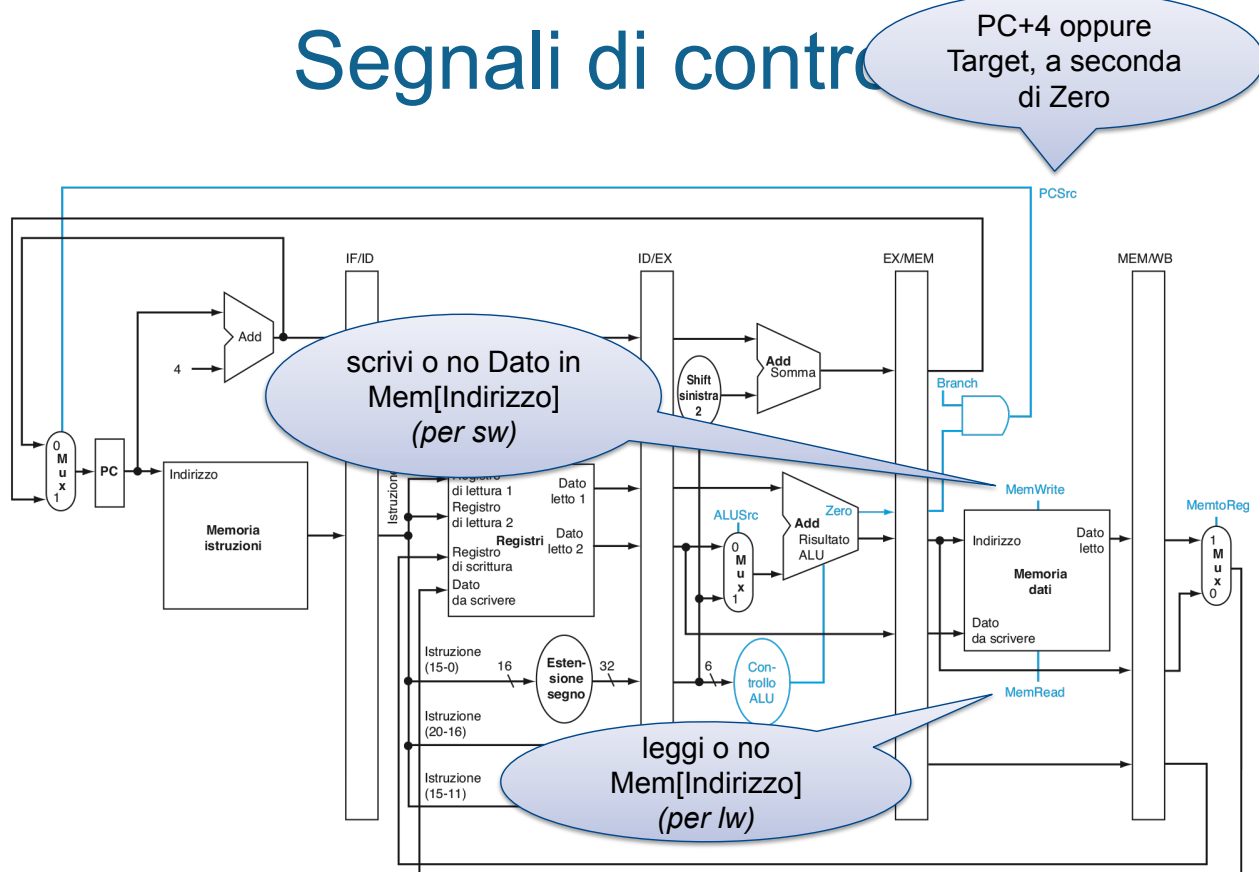 Segnali di contro
PC+4 oppure
Target, a seconda
di Zero
PCSrc
IF/ID
ID/EX
EX/MEM
MEM/WB
Add
4
scrivi o no Dato in
Mem[Indirizzo]
(per sw)
Shift
sinistra
2
Add
Somma
Branch
0
M
u
x
1
PC
Indirizzo
Memoria
istruzioni
Istruzione
Registro
di lettura 1
Registro
di lettura 2
Registri
Registro
di scrittura
Dato
da scrivere
Dato
letto 1
Dato
letto 2
ALUSrc
0
M
u
x
1
Zero
Add
Risultato
ALU
MemWrite
Indirizzo
Dato
letto
Memoria
dati
Dato
da scrivere
MemRead
MemtoReg
1
M
u
x
0
Istruzione
(15-0)
16
Esten-
sione
segno
32
6
Con-
trollo
ALU
Istruzione
(20-16)
Istruzione
(15-11)
leggi o no
Mem[Indirizzo]
(per lw)